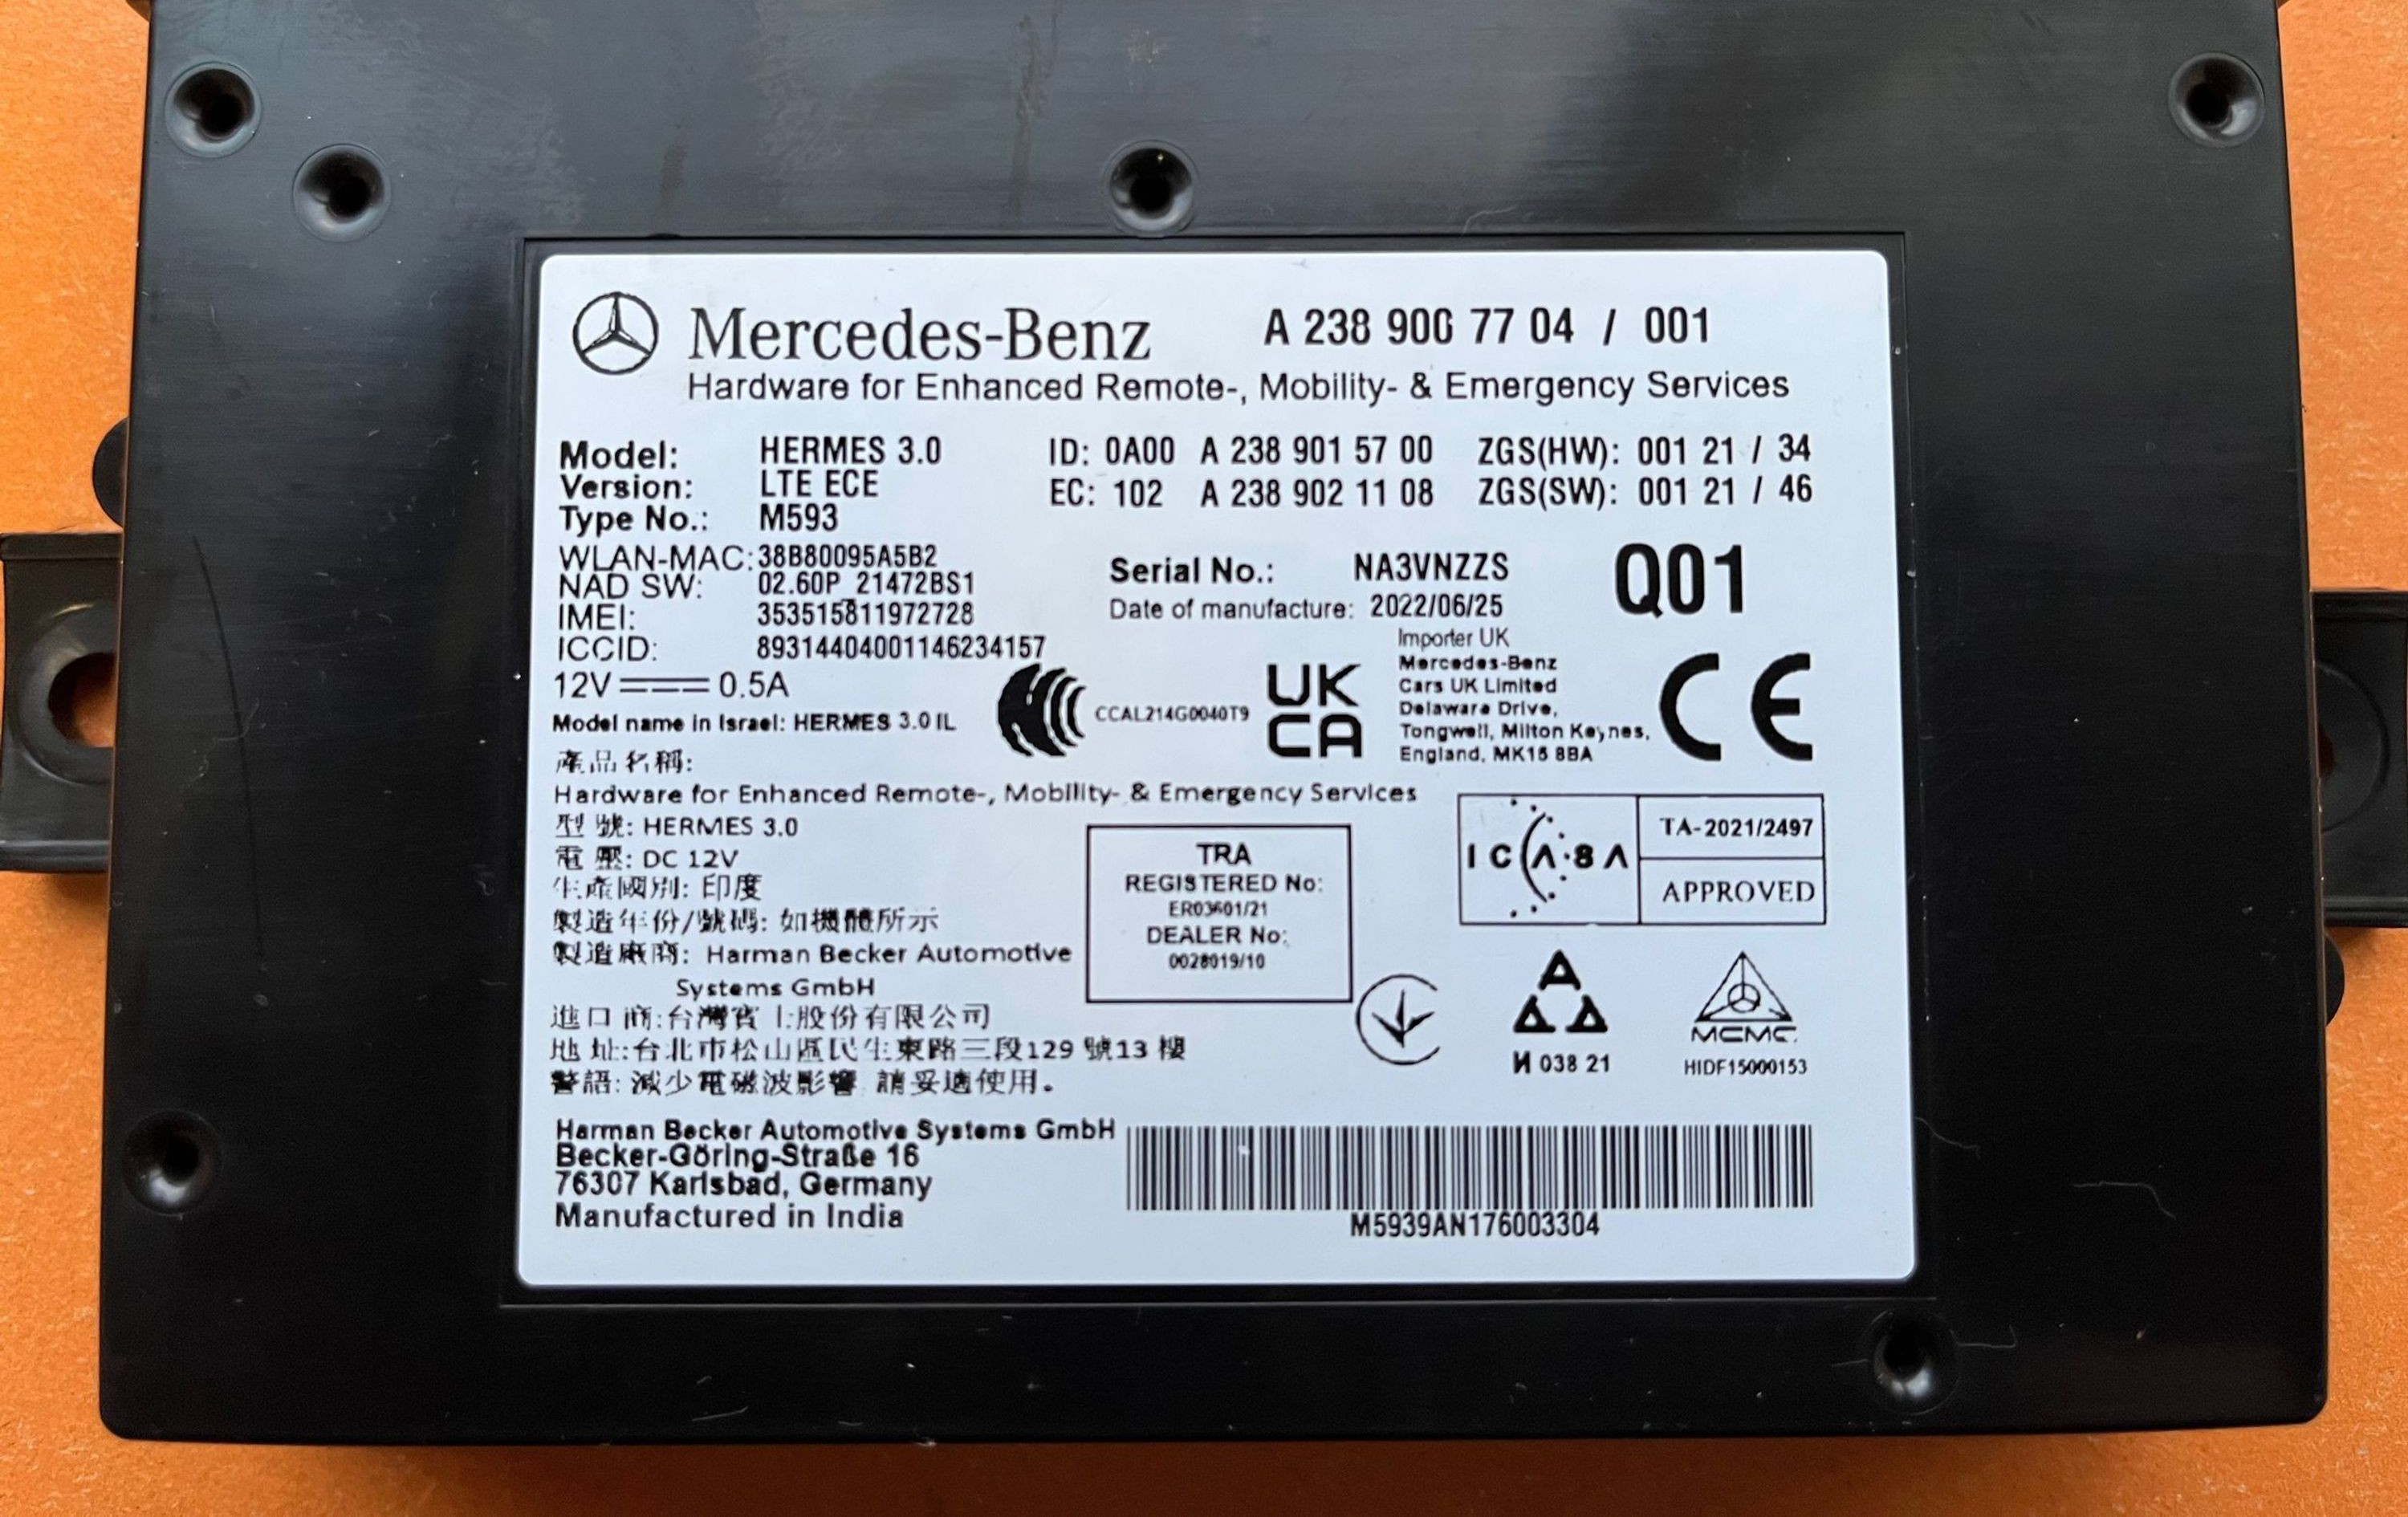 Mercedes-Benz A 238 900 77 04 / 001
Hardware for Enhanced Remote-, Mobility- & Emergency Services
Model: HERMES 3.0 ID: 0A00 A 238 901 57 00 ZGS(HW): 001 21 / 34
Version: LTE ECE EC: 102 A 238 902 11 08 ZGS(SW): 001 21 / 46
Type No.: M593
WLAN-MAC: 38B80095A5B2
NAD SW: 02.60P_21472BS1
IMEI: 353515811972728
ICCID: 89314404001146234157
Serial No.: NA3VNZZS Q01
Date of manufacture: 2022/06/25
12V 0.5A
Model name in Israel: HERMES 3.0 IL
CCAL214G0040T9
UK
CA
Importer UK
Mercedes-Benz
Cars UK Limited
Delaware Drive,
Tongwell, Milton Keynes,
England, MK15 8BA
CE
產品名稱:
Hardware for Enhanced Remote-, Mobility- & Emergency Services
型 號: HERMES 3.0
電 壓: DC 12V
生產國別: 印度
製造年份/號碼: 如機體所示
製造廠商: Harman Becker Automotive
Systems GmbH
進口 商:台灣賓士股份有限公司
地 址:台北市松山區民生東路三段129 號13 樓
警語: 減少電磁波影響 請妥適使用。
TRA
REGISTERED No:
ER03601/21
DEALER No:
0028019/10
ICASA
TA-2021/2497
APPROVED
И 038 21
MCMC
HIDF15000153
Harman Becker Automotive Systems GmbH
Becker-Göring-Straße 16
76307 Karlsbad, Germany
Manufactured in India
M5939AN176003304